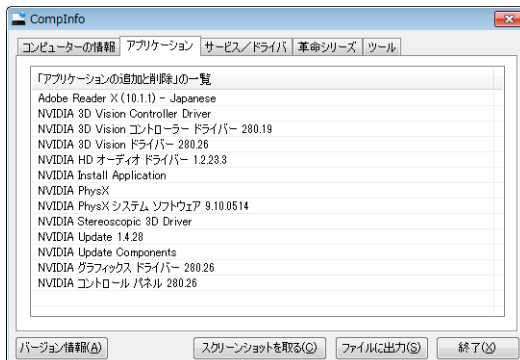 CompInfo
コンピューターの情報 アプリケーション サービス／ドライバ 革命シリーズ ツール
「アプリケーションの追加と削除」の一覧
Adobe Reader X (10.1.1) - Japanese
NVIDIA 3D Vision Controller Driver
NVIDIA 3D Vision コントローラー ドライバー 280.19
NVIDIA 3D Vision ドライバー 280.26
NVIDIA HD オーディオ ドライバー 1.2.23.3
NVIDIA Install Application
NVIDIA PhysX
NVIDIA PhysX システム ソフトウェア 9.10.0514
NVIDIA Stereoscopic 3D Driver
NVIDIA Update 1.4.28
NVIDIA Update Components
NVIDIA グラフィックス ドライバー 280.26
NVIDIA コントロール パネル 280.26
バージョン情報(A) スクリーンショットを取る(C) ファイルに出力(S) 終了(X)